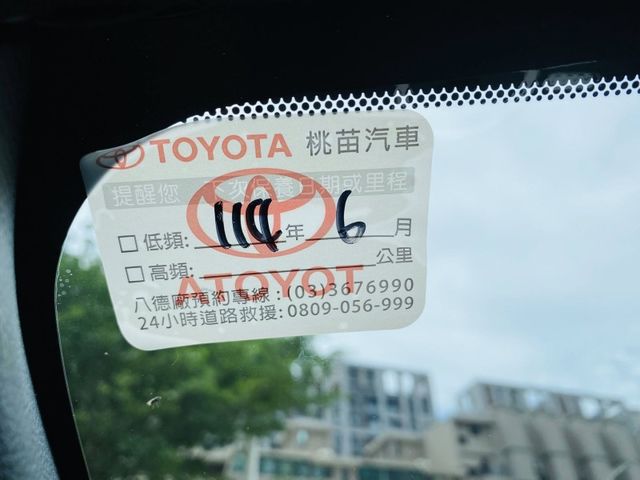 TOYOTA 桃苗汽車
提醒您 下次保養日期或里程
□ 低頻: 114 年 6 月
□ 高頻: 公里
ATOYOT
八德廠預約專線:(03)3676990
24小時道路救援:0809-056-999